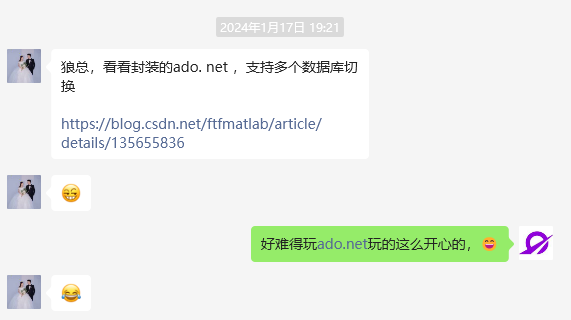 2024年1月17日 19:21
狼总，看看封装的ado. net ，支持多个数据库切
换
https://blog.csdn.net/ftfmatlab/article/
details/135655836
😁
好难得玩ado.net玩的这么开心的，😄
😂